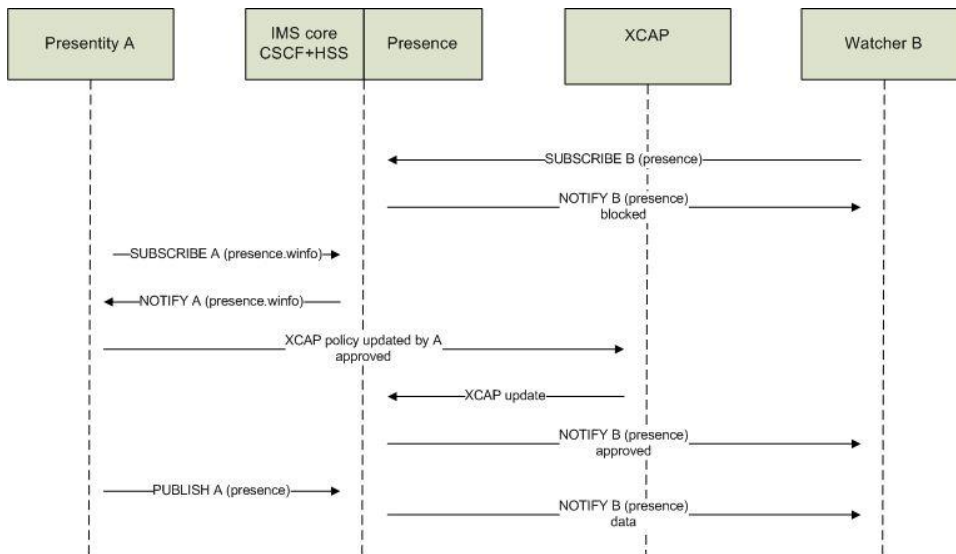 Presentity A
IMS core
CSCF+HSS
Presence
XCAP
Watcher B
SUBSCRIBE B (presence)
NOTIFY B (presence)
blocked
SUBSCRIBE A (presence.winfo)
NOTIFY A (presence.winfo)
XCAP policy updated by A
approved
XCAP update
NOTIFY B (presence)
approved
PUBLISH A (presence)
NOTIFY B (presence)
data